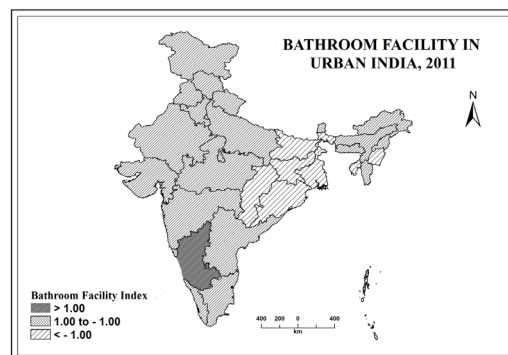 BATHROOM FACILITY IN
URBAN INDIA, 2011
N
Bathroom Facility Index
> 1.00
1.00 to - 1.00
< - 1.00
400 200 0 400
km